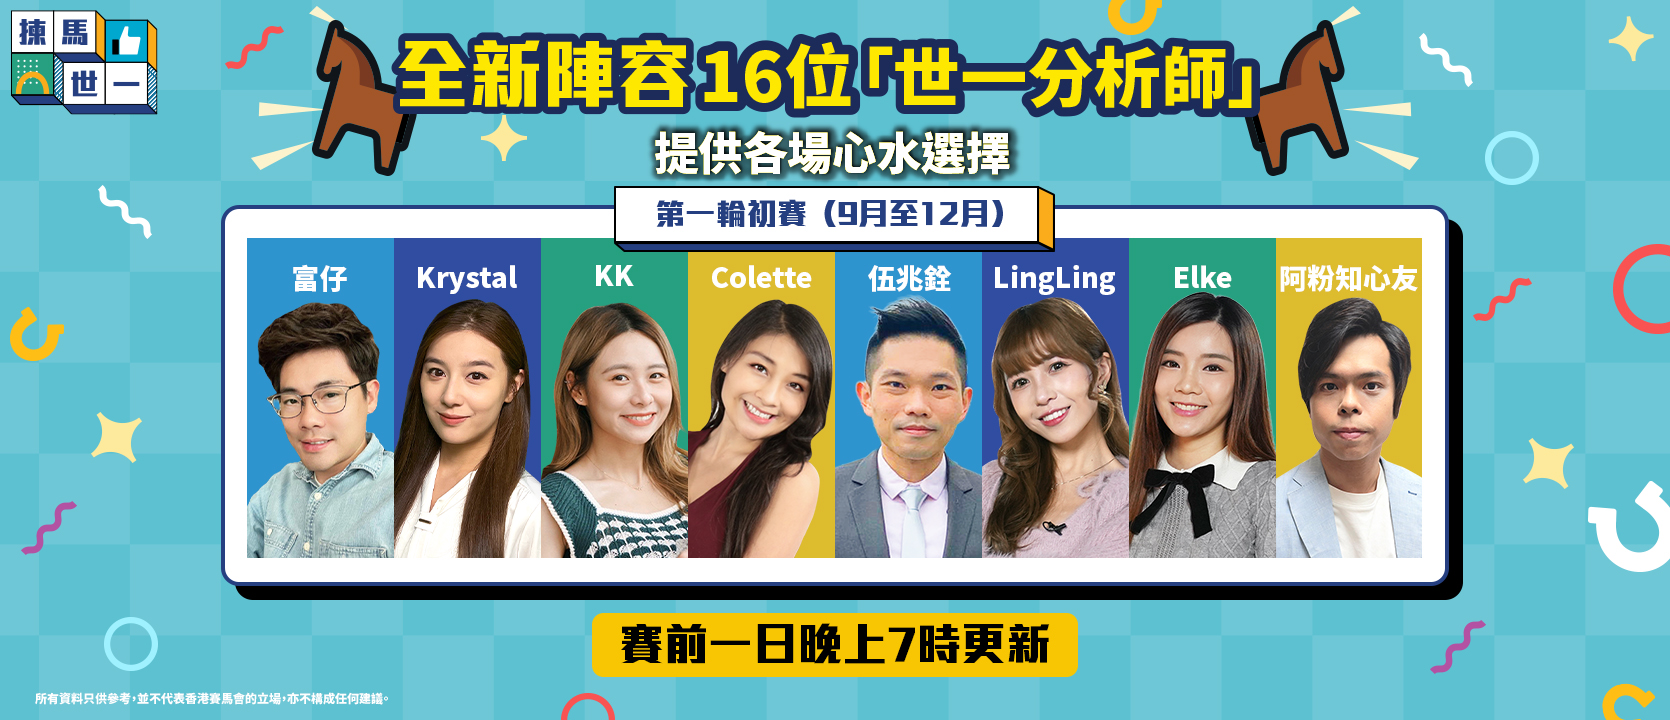 揀馬
世一
全新陣容16位「世一分析師」
提供各場心水選擇
第一輪初賽（9月至12月）
富仔
Krystal
KK
Colette
伍兆銓
LingLing
Elke
阿粉知心友
賽前一日晚上7時更新
所有資料只供參考，並不代表香港賽馬會的立場，亦不構成任何建議。